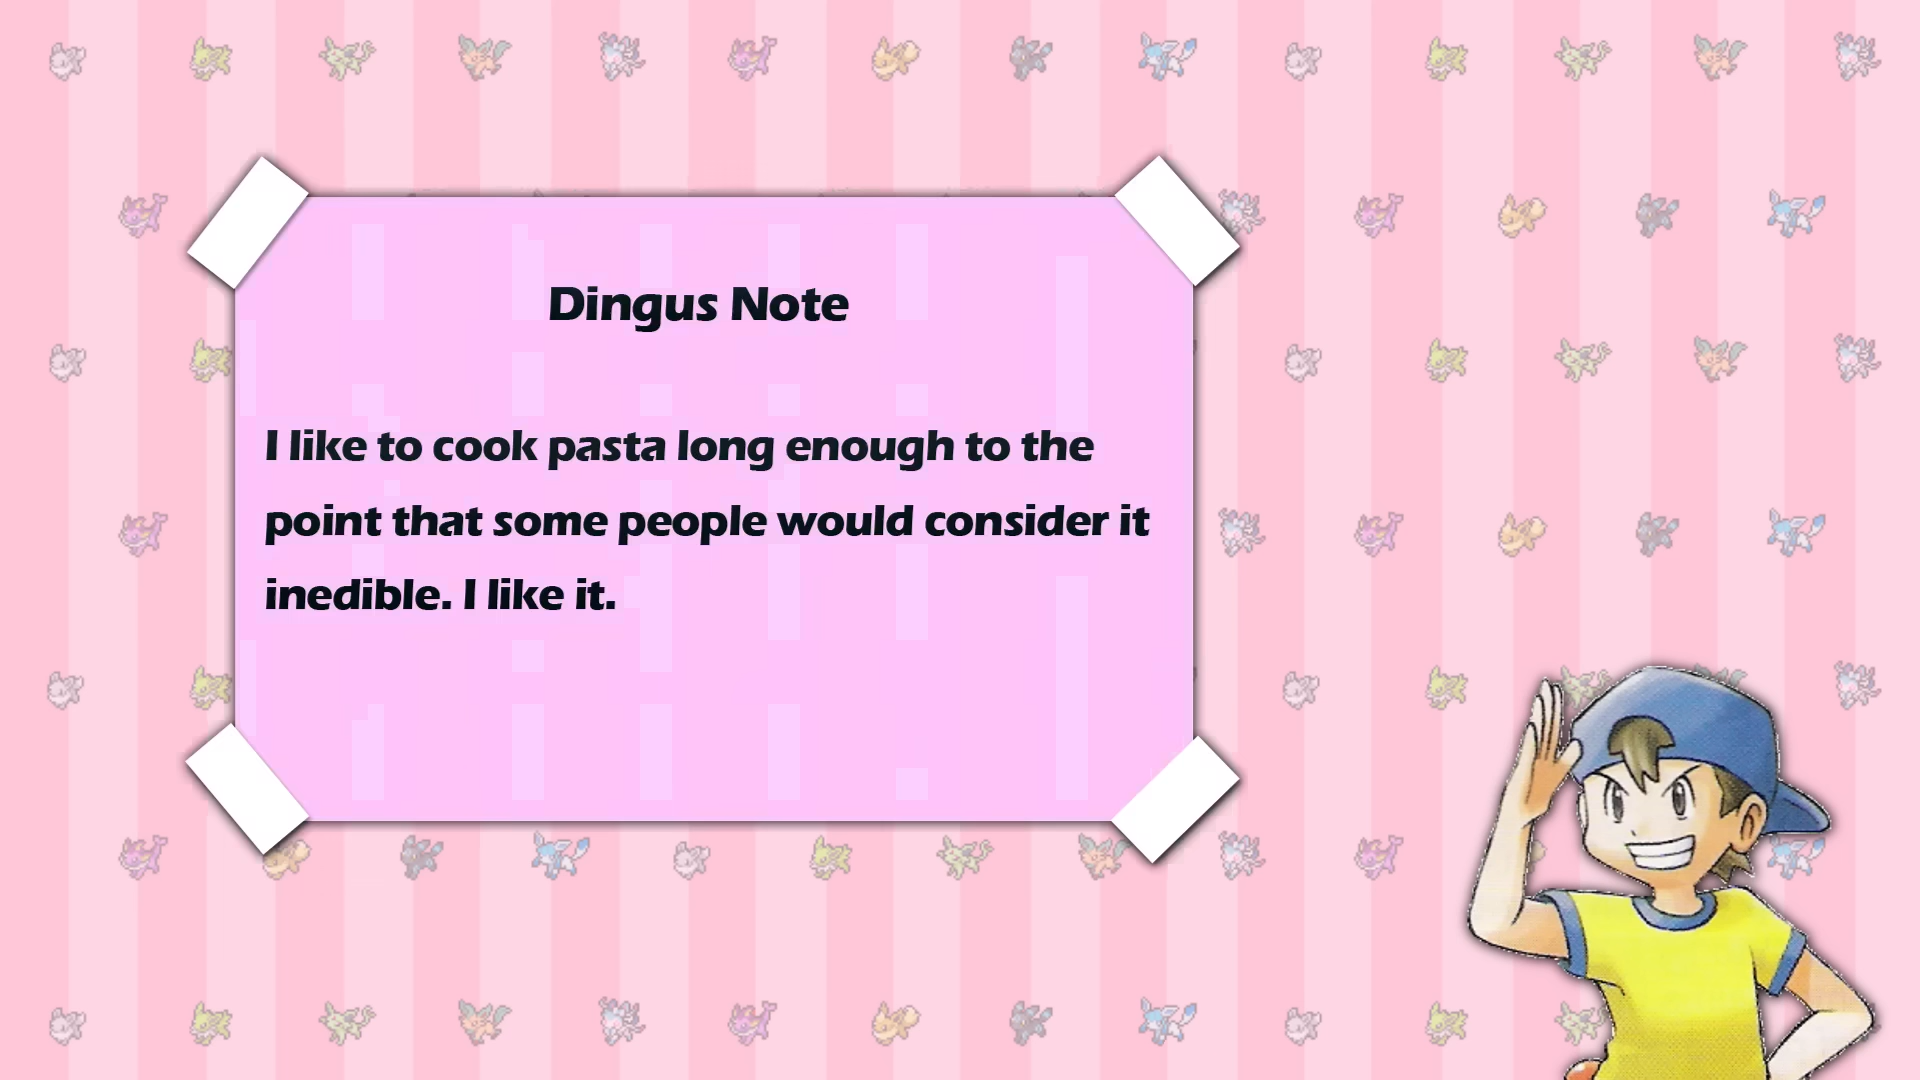 Dingus Note
I like to cook pasta long enough to the
point that some people would consider it
inedible. I like it.